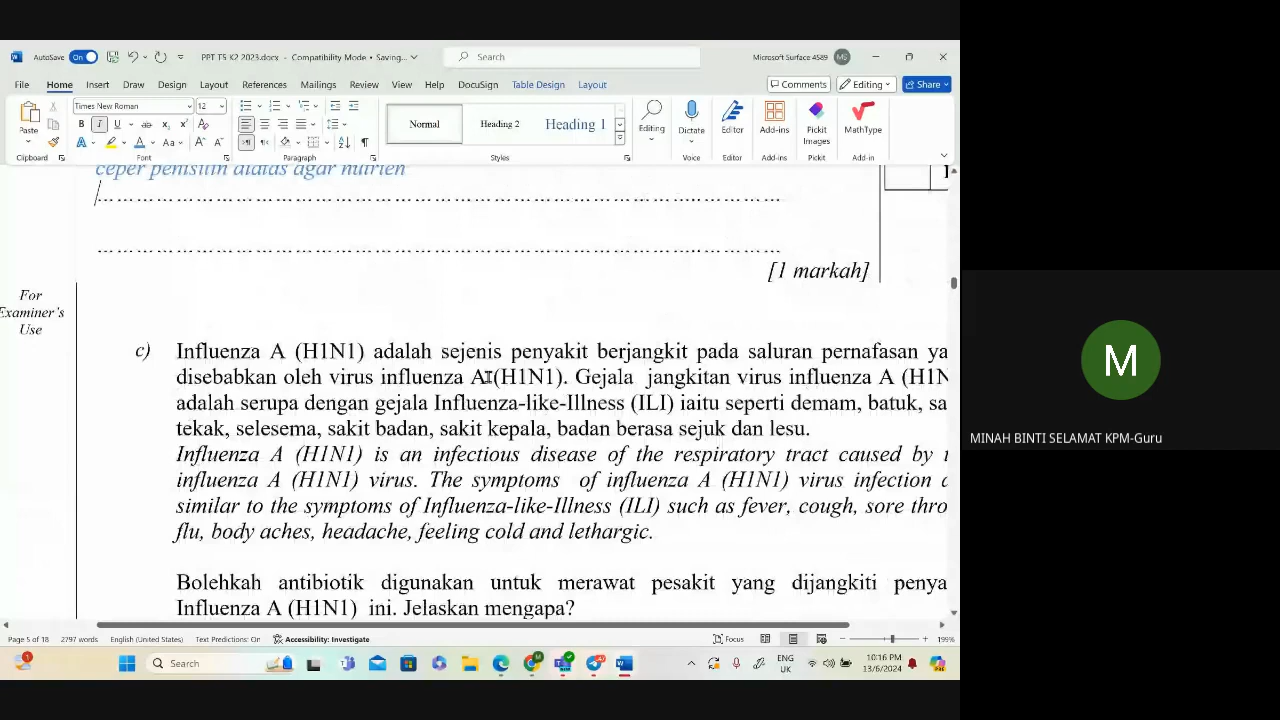 AutoSave On PPT T5 K2 2023.docx - Compatibility Mode • Saving... Search Microsoft Surface 4589 MS
File Home Insert Draw Design Layout References Mailings Review View Help DocuSign Table Design Layout Comments Editing Share
Times New Roman 12
Paste
Normal Heading 2 Heading 1
Editing Dictate Editor Add-ins Pickit Images MathType
Clipboard Font Paragraph Styles Voice Editor Add-ins Pickit Add-in
ceper penisilin diatas agar nutrien
[1 markah]
For
Examiner's
Use
c) Influenza A (H1N1) adalah sejenis penyakit berjangkit pada saluran pernafasan ya
disebabkan oleh virus influenza A (H1N1). Gejala jangkitan virus influenza A (H1N
adalah serupa dengan gejala Influenza-like-Illness (ILI) iaitu seperti demam, batuk, sa
tekak, selesema, sakit badan, sakit kepala, badan berasa sejuk dan lesu.
Influenza A (H1N1) is an infectious disease of the respiratory tract caused by t
influenza A (H1N1) virus. The symptoms of influenza A (H1N1) virus infection a
similar to the symptoms of Influenza-like-Illness (ILI) such as fever, cough, sore thro
flu, body aches, headache, feeling cold and lethargic.
Bolehkah antibiotik digunakan untuk merawat pesakit yang dijangkiti penya
Influenza A (H1N1) ini. Jelaskan mengapa?
Page 5 of 18 2797 words English (United States) Text Predictions: On Accessibility: Investigate Focus 199%
Search ENG
UK
10:16 PM
13/6/2024
M
MINAH BINTI SELAMAT KPM-Guru